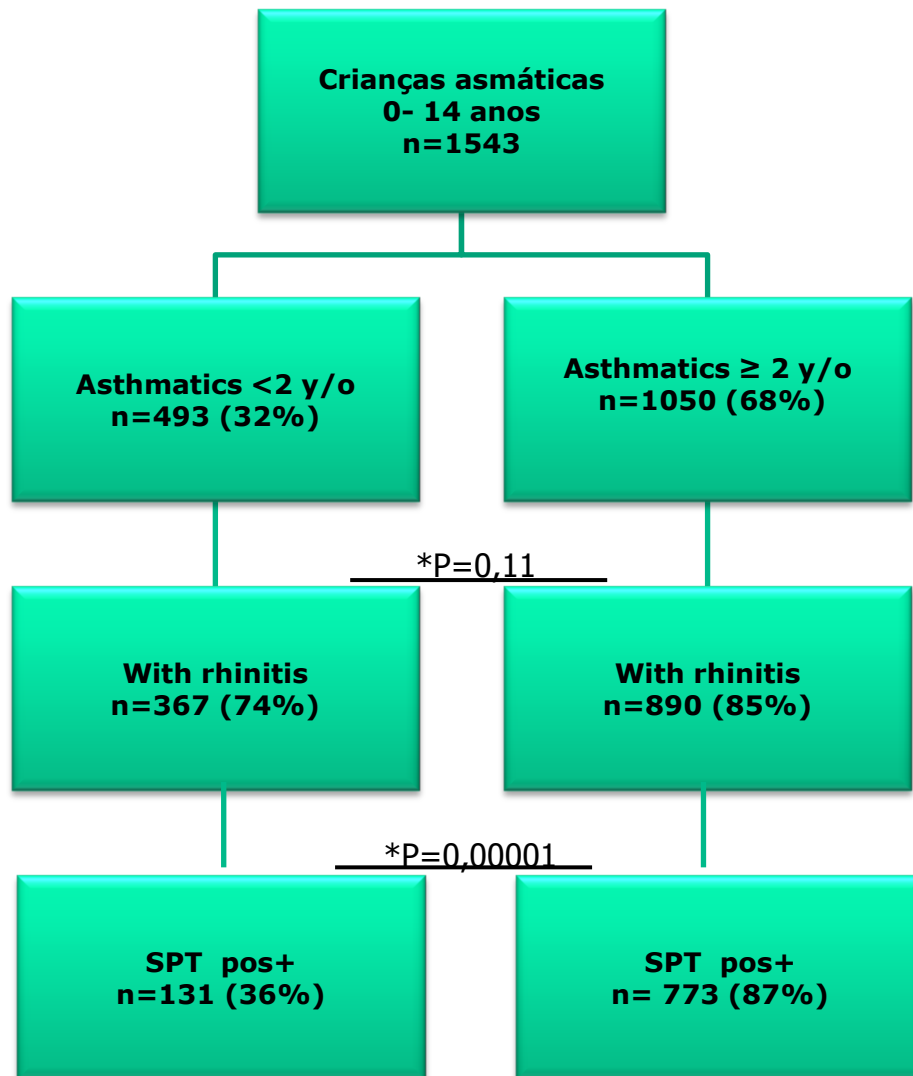 Crianças asmáticas
0- 14 anos
n=1543
Asthmatics <2 y/o
n=493 (32%)
Asthmatics ≥ 2 y/o
n=1050 (68%)
*P=0,11
With rhinitis
n=367 (74%)
With rhinitis
n=890 (85%)
*P=0,00001
SPT  pos+
n=131 (36%)
SPT  pos+
n= 773 (87%)